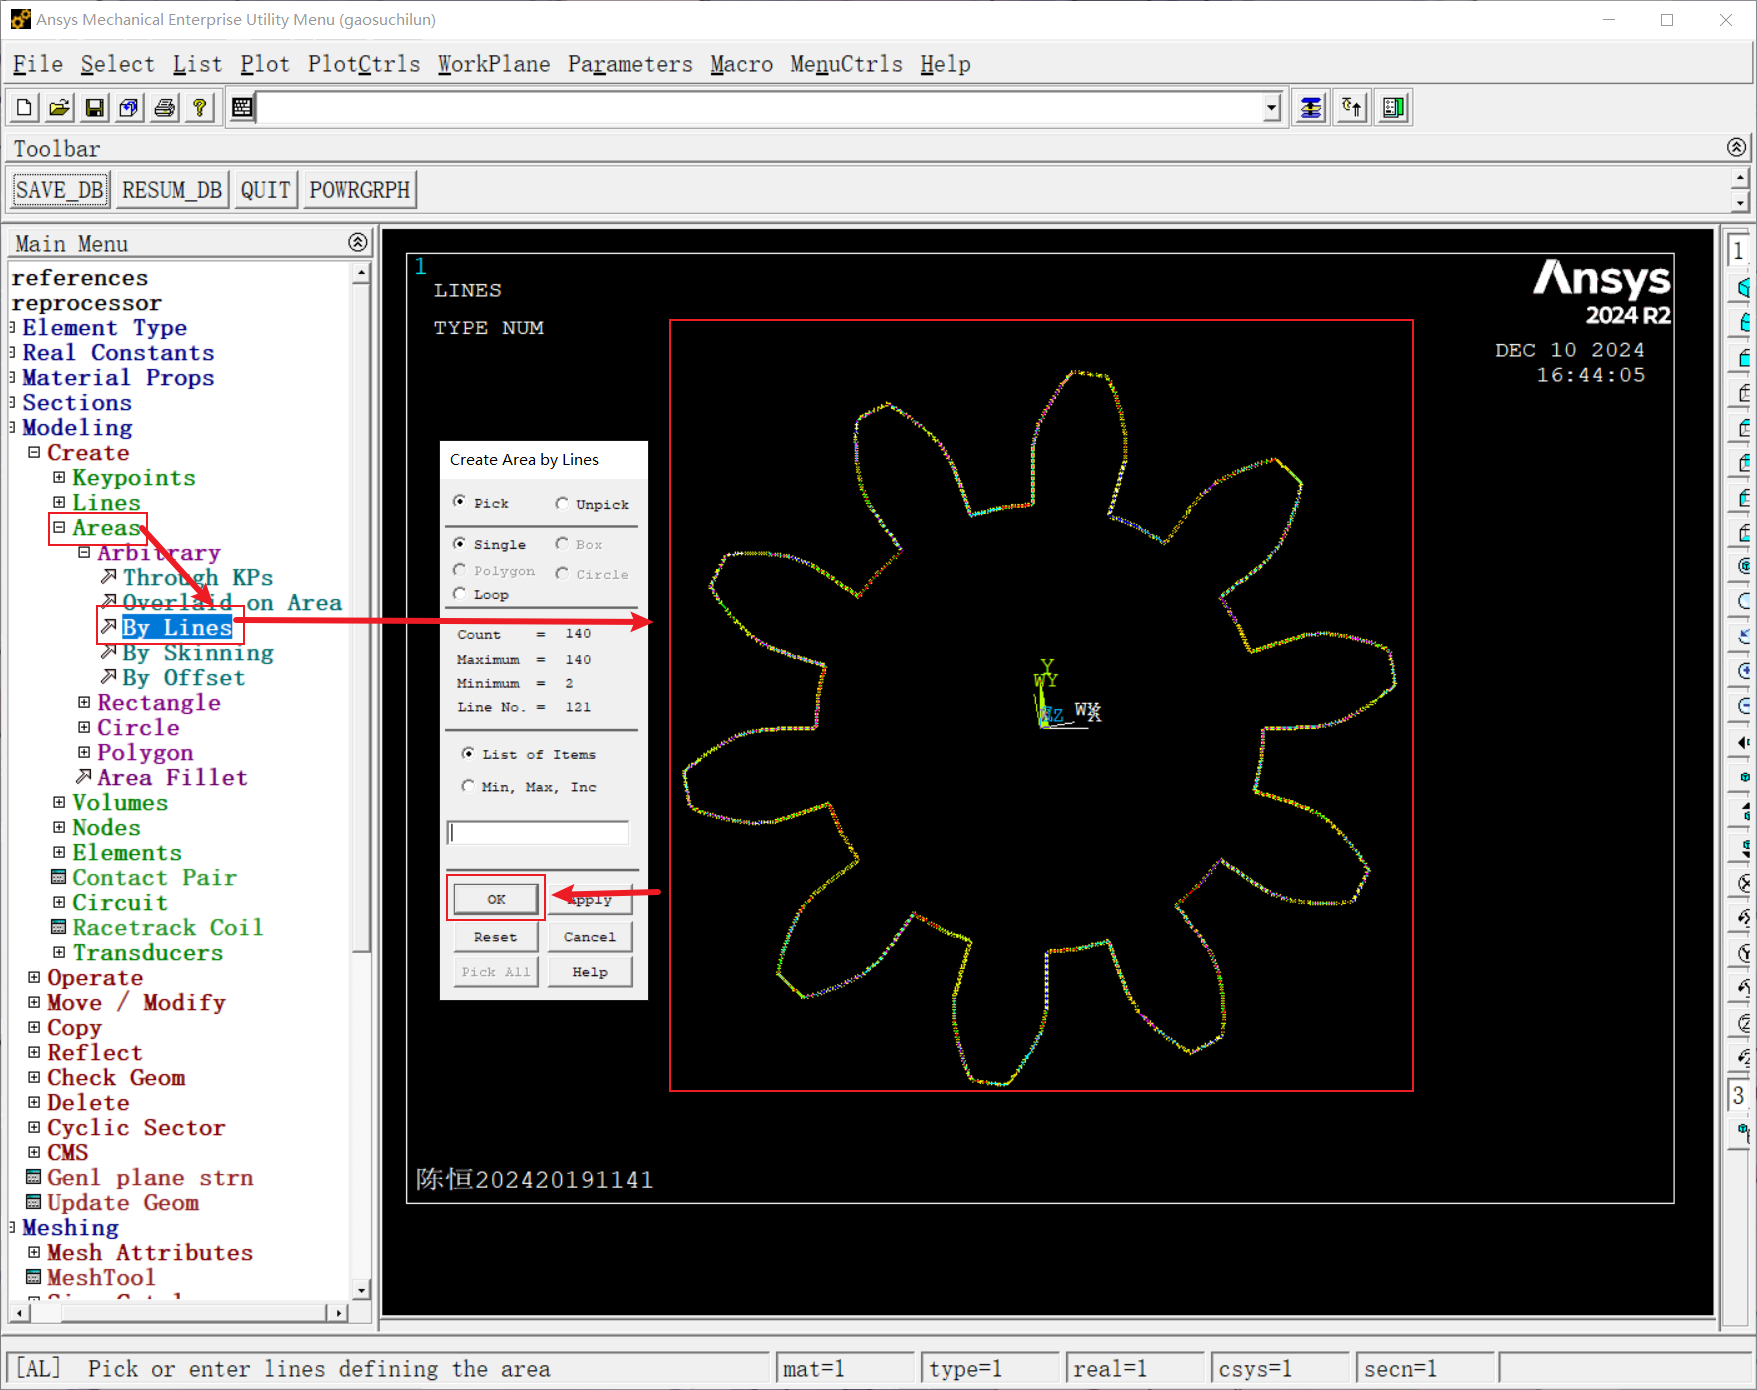 Ansys Mechanical Enterprise Utility Menu (gaosuchilun)
File Select List Plot PlotCtrls WorkPlane Parameters Macro MenuCtrls Help
Toolbar
SAVE_DB RESUM_DB QUIT POWRGRPH
Main Menu
references
reprocessor
Element Type
Real Constants
Material Props
Sections
Modeling
Create
Keypoints
Lines
Areas
Arbitrary
Through KPs
Overlaid on Area
By Lines
By Skinning
By Offset
Rectangle
Circle
Polygon
Area Fillet
Volumes
Nodes
Elements
Contact Pair
Circuit
Racetrack Coil
Transducers
Operate
Move / Modify
Copy
Reflect
Check Geom
Delete
Cyclic Sector
CMS
Genl plane strn
Update Geom
Meshing
Mesh Attributes
MeshTool
1
LINES
TYPE NUM
Ansys
2024 R2
DEC 10 2024
16:44:05
Create Area by Lines
Pick Unpick
Single Box
Polygon Circle
Loop
Count = 140
Maximum = 140
Minimum = 2
Line No. = 121
List of Items
Min, Max, Inc
OK Apply
Reset Cancel
Pick All Help
Y
WY
WX
X
陈恒202420191141
1
3
[AL] Pick or enter lines defining the area
mat=1 type=1 real=1 csys=1 secn=1